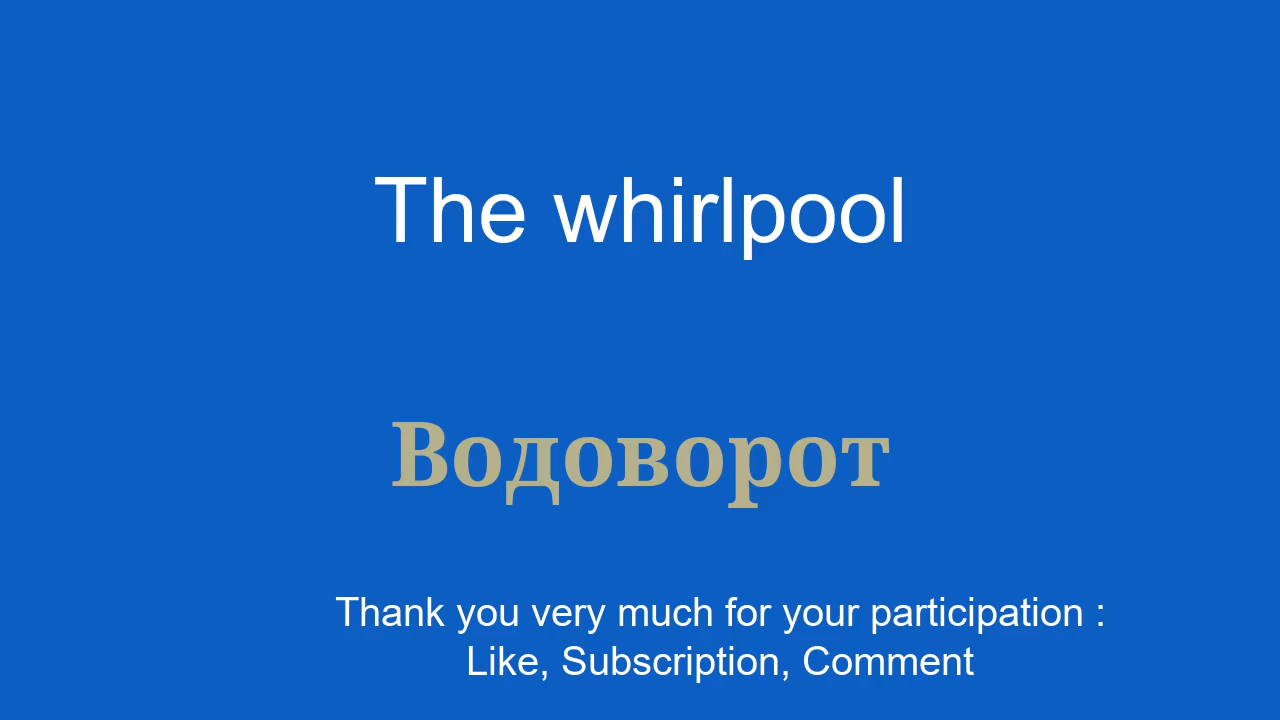 The whirlpool
Водоворот
Thank you very much for your participation :
Like, Subscription, Comment